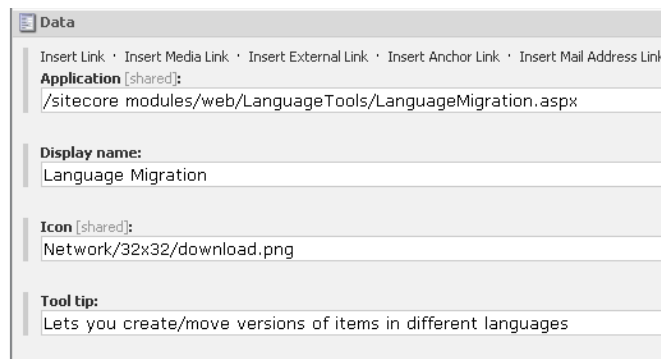 Data
Insert Link · Insert Media Link · Insert External Link · Insert Anchor Link · Insert Mail Address Link
Application [shared]:
/sitecore modules/web/LanguageTools/LanguageMigration.aspx
Display name:
Language Migration
Icon [shared]:
Network/32x32/download.png
Tool tip:
Lets you create/move versions of items in different languages